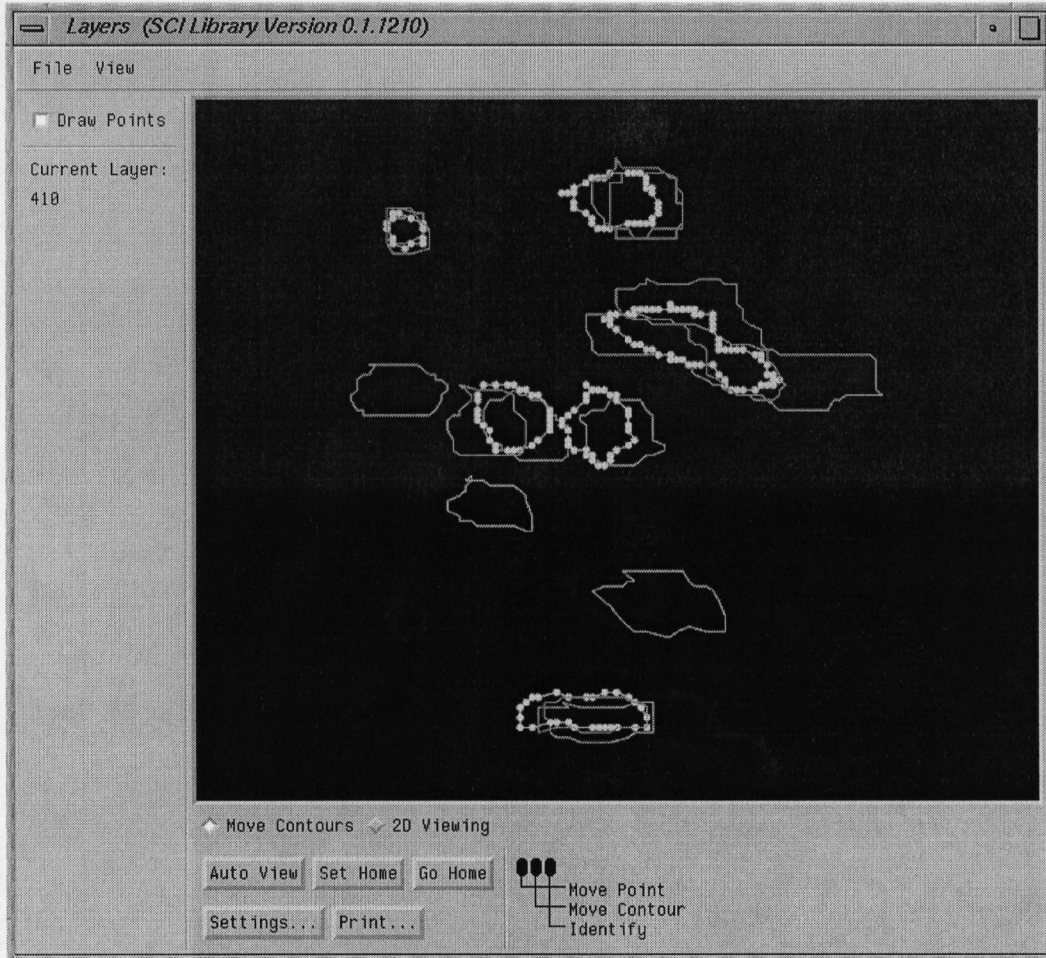 Layers (SCI Library Version 0.1.1210)
File View
Draw Points
Current Layer:
410
Move Contours 2D Viewing
Auto View Set Home Go Home
Move Point
Move Contour
Settings... Print...
Identify